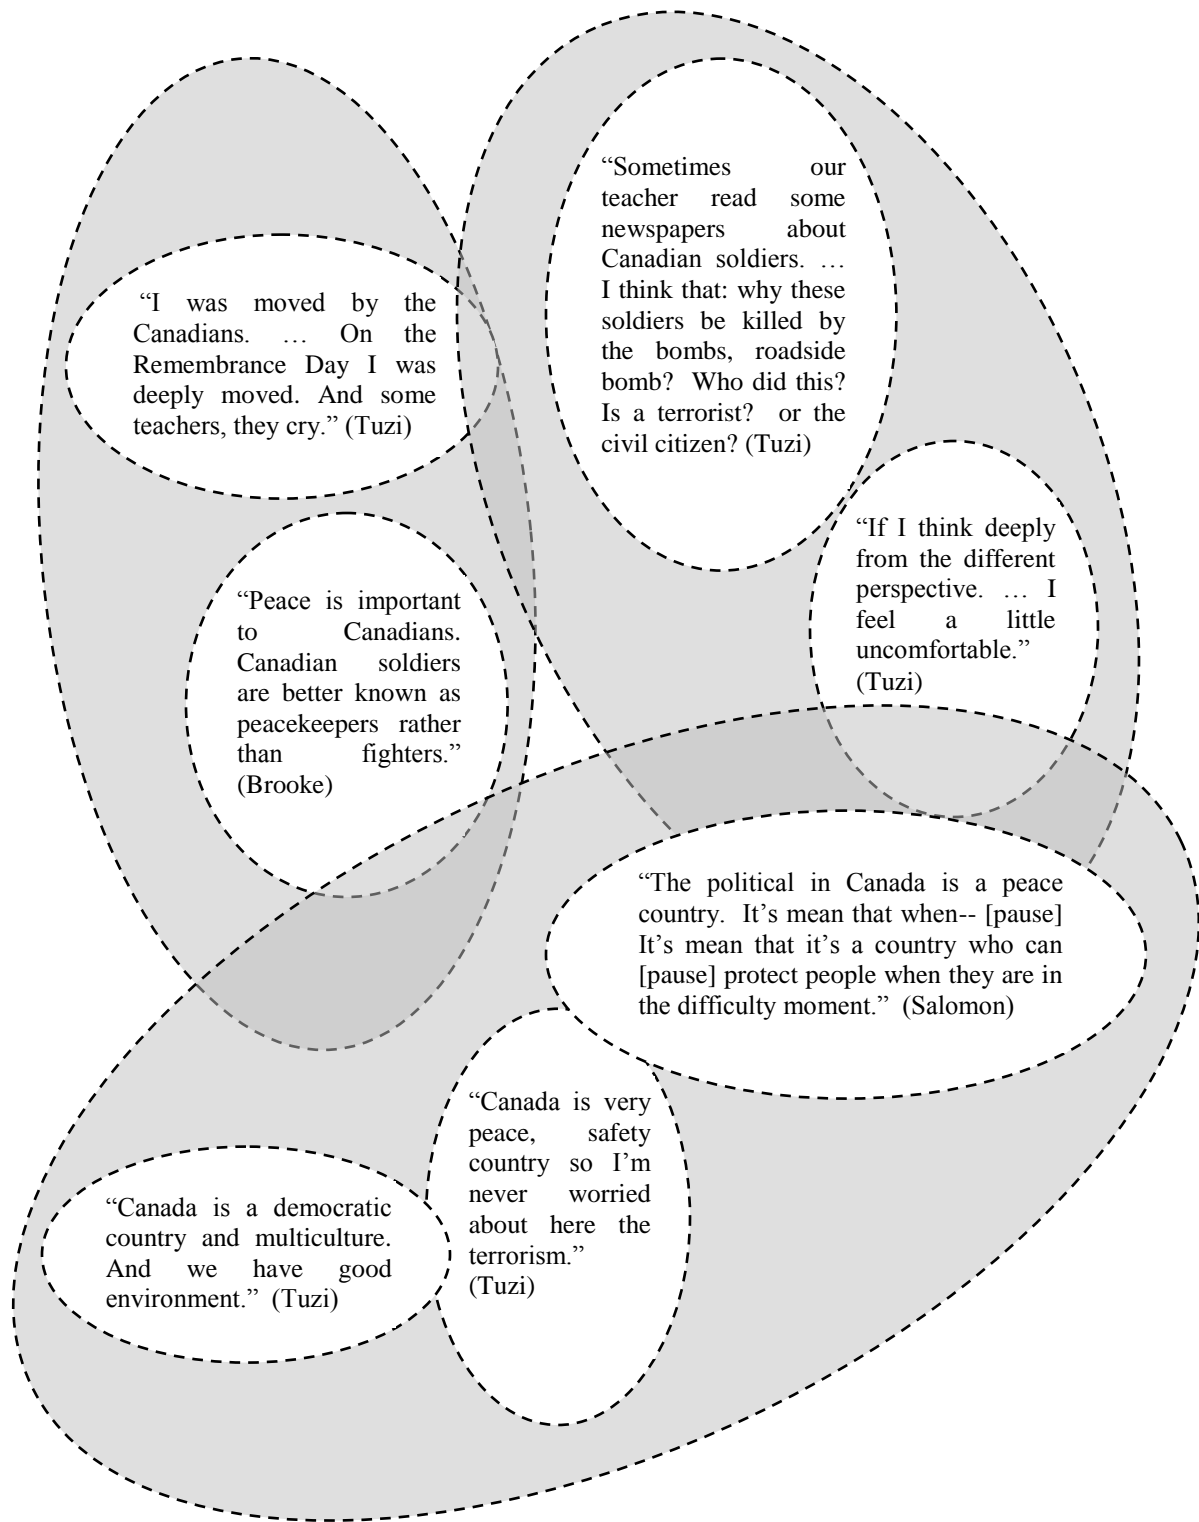 “I was moved by the
Canadians. … On the
Remembrance Day I was
deeply moved. And some
teachers, they cry.” (Tuzi)
“Sometimes our
teacher read some
newspapers about
Canadian soldiers. …
I think that: why these
soldiers be killed by
the bombs, roadside
bomb? Who did this?
Is a terrorist? or the
civil citizen? (Tuzi)
“If I think deeply
from the different
perspective. … I
feel a little
uncomfortable.”
(Tuzi)
“Peace is important
to Canadians.
Canadian soldiers
are better known as
peacekeepers rather
than fighters.”
(Brooke)
“The political in Canada is a peace
country. It’s mean that when-- [pause]
It’s mean that it’s a country who can
[pause] protect people when they are in
the difficulty moment.” (Salomon)
“Canada is very
peace, safety
country so I’m
never worried
about here the
terrorism.”
(Tuzi)
“Canada is a democratic
country and multiculture.
And we have good
environment.” (Tuzi)